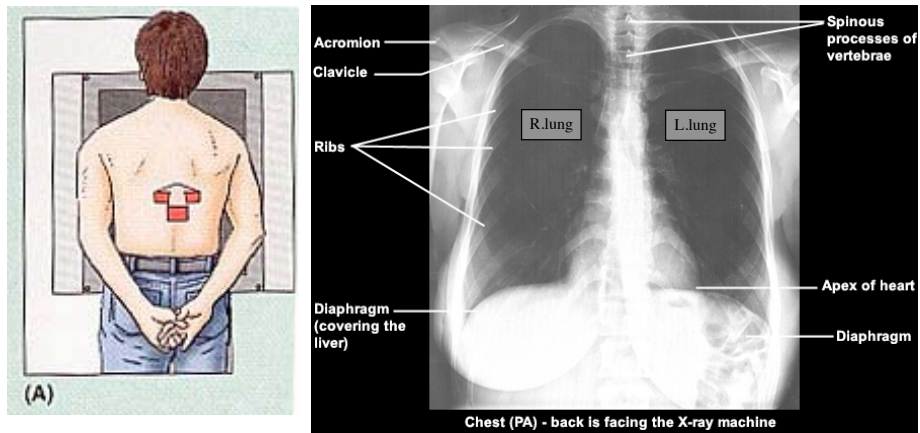 (A)
Acromion
Clavicle
Ribs
Diaphragm
(covering the
liver)
R.lung
L.lung
Spinous
processes of
vertebrae
Apex of heart
Diaphragm
Chest (PA) - back is facing the X-ray machine